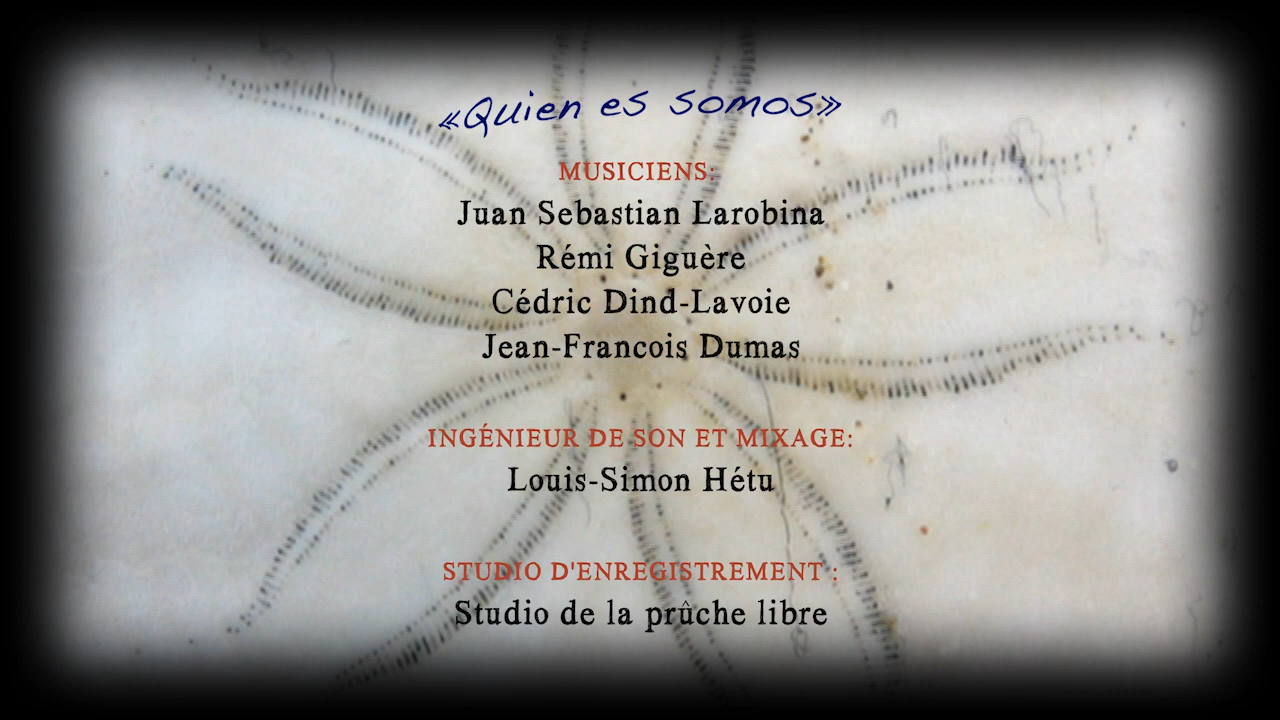 «Quien es somos»
MUSICIENS:
Juan Sebastian Larobina
Rémi Giguère
Cédric Dind-Lavoie
Jean-Francois Dumas
INGÉNIEUR DE SON ET MIXAGE:
Louis-Simon Hétu
STUDIO D'ENREGISTREMENT :
Studio de la prûche libre